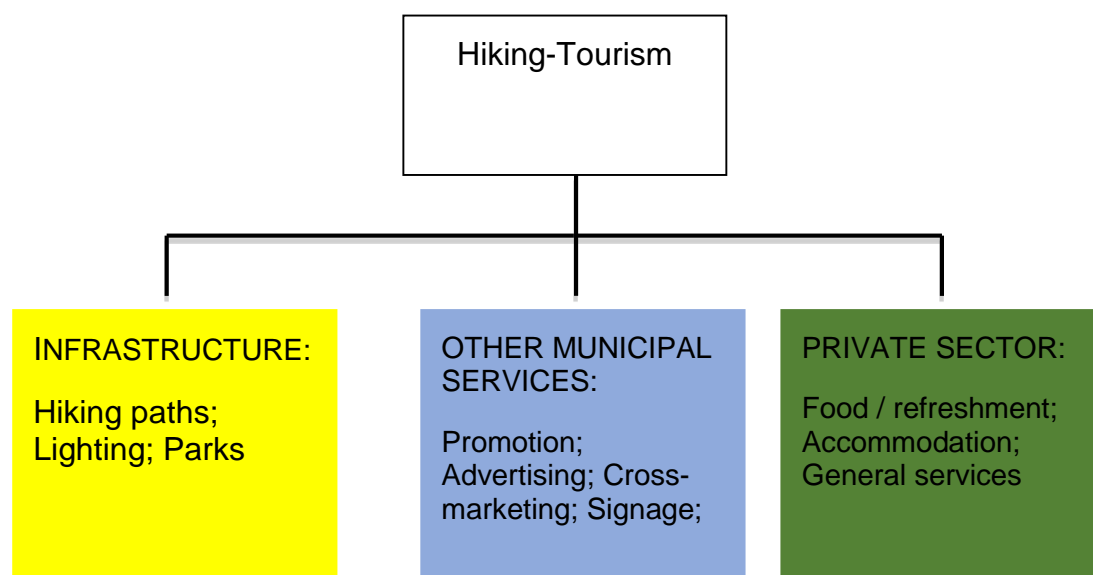 Hiking-Tourism
INFRASTRUCTURE:
Hiking paths;
Lighting; Parks
OTHER MUNICIPAL
SERVICES:
Promotion;
Advertising; Cross-
marketing; Signage;
PRIVATE SECTOR:
Food / refreshment;
Accommodation;
General services